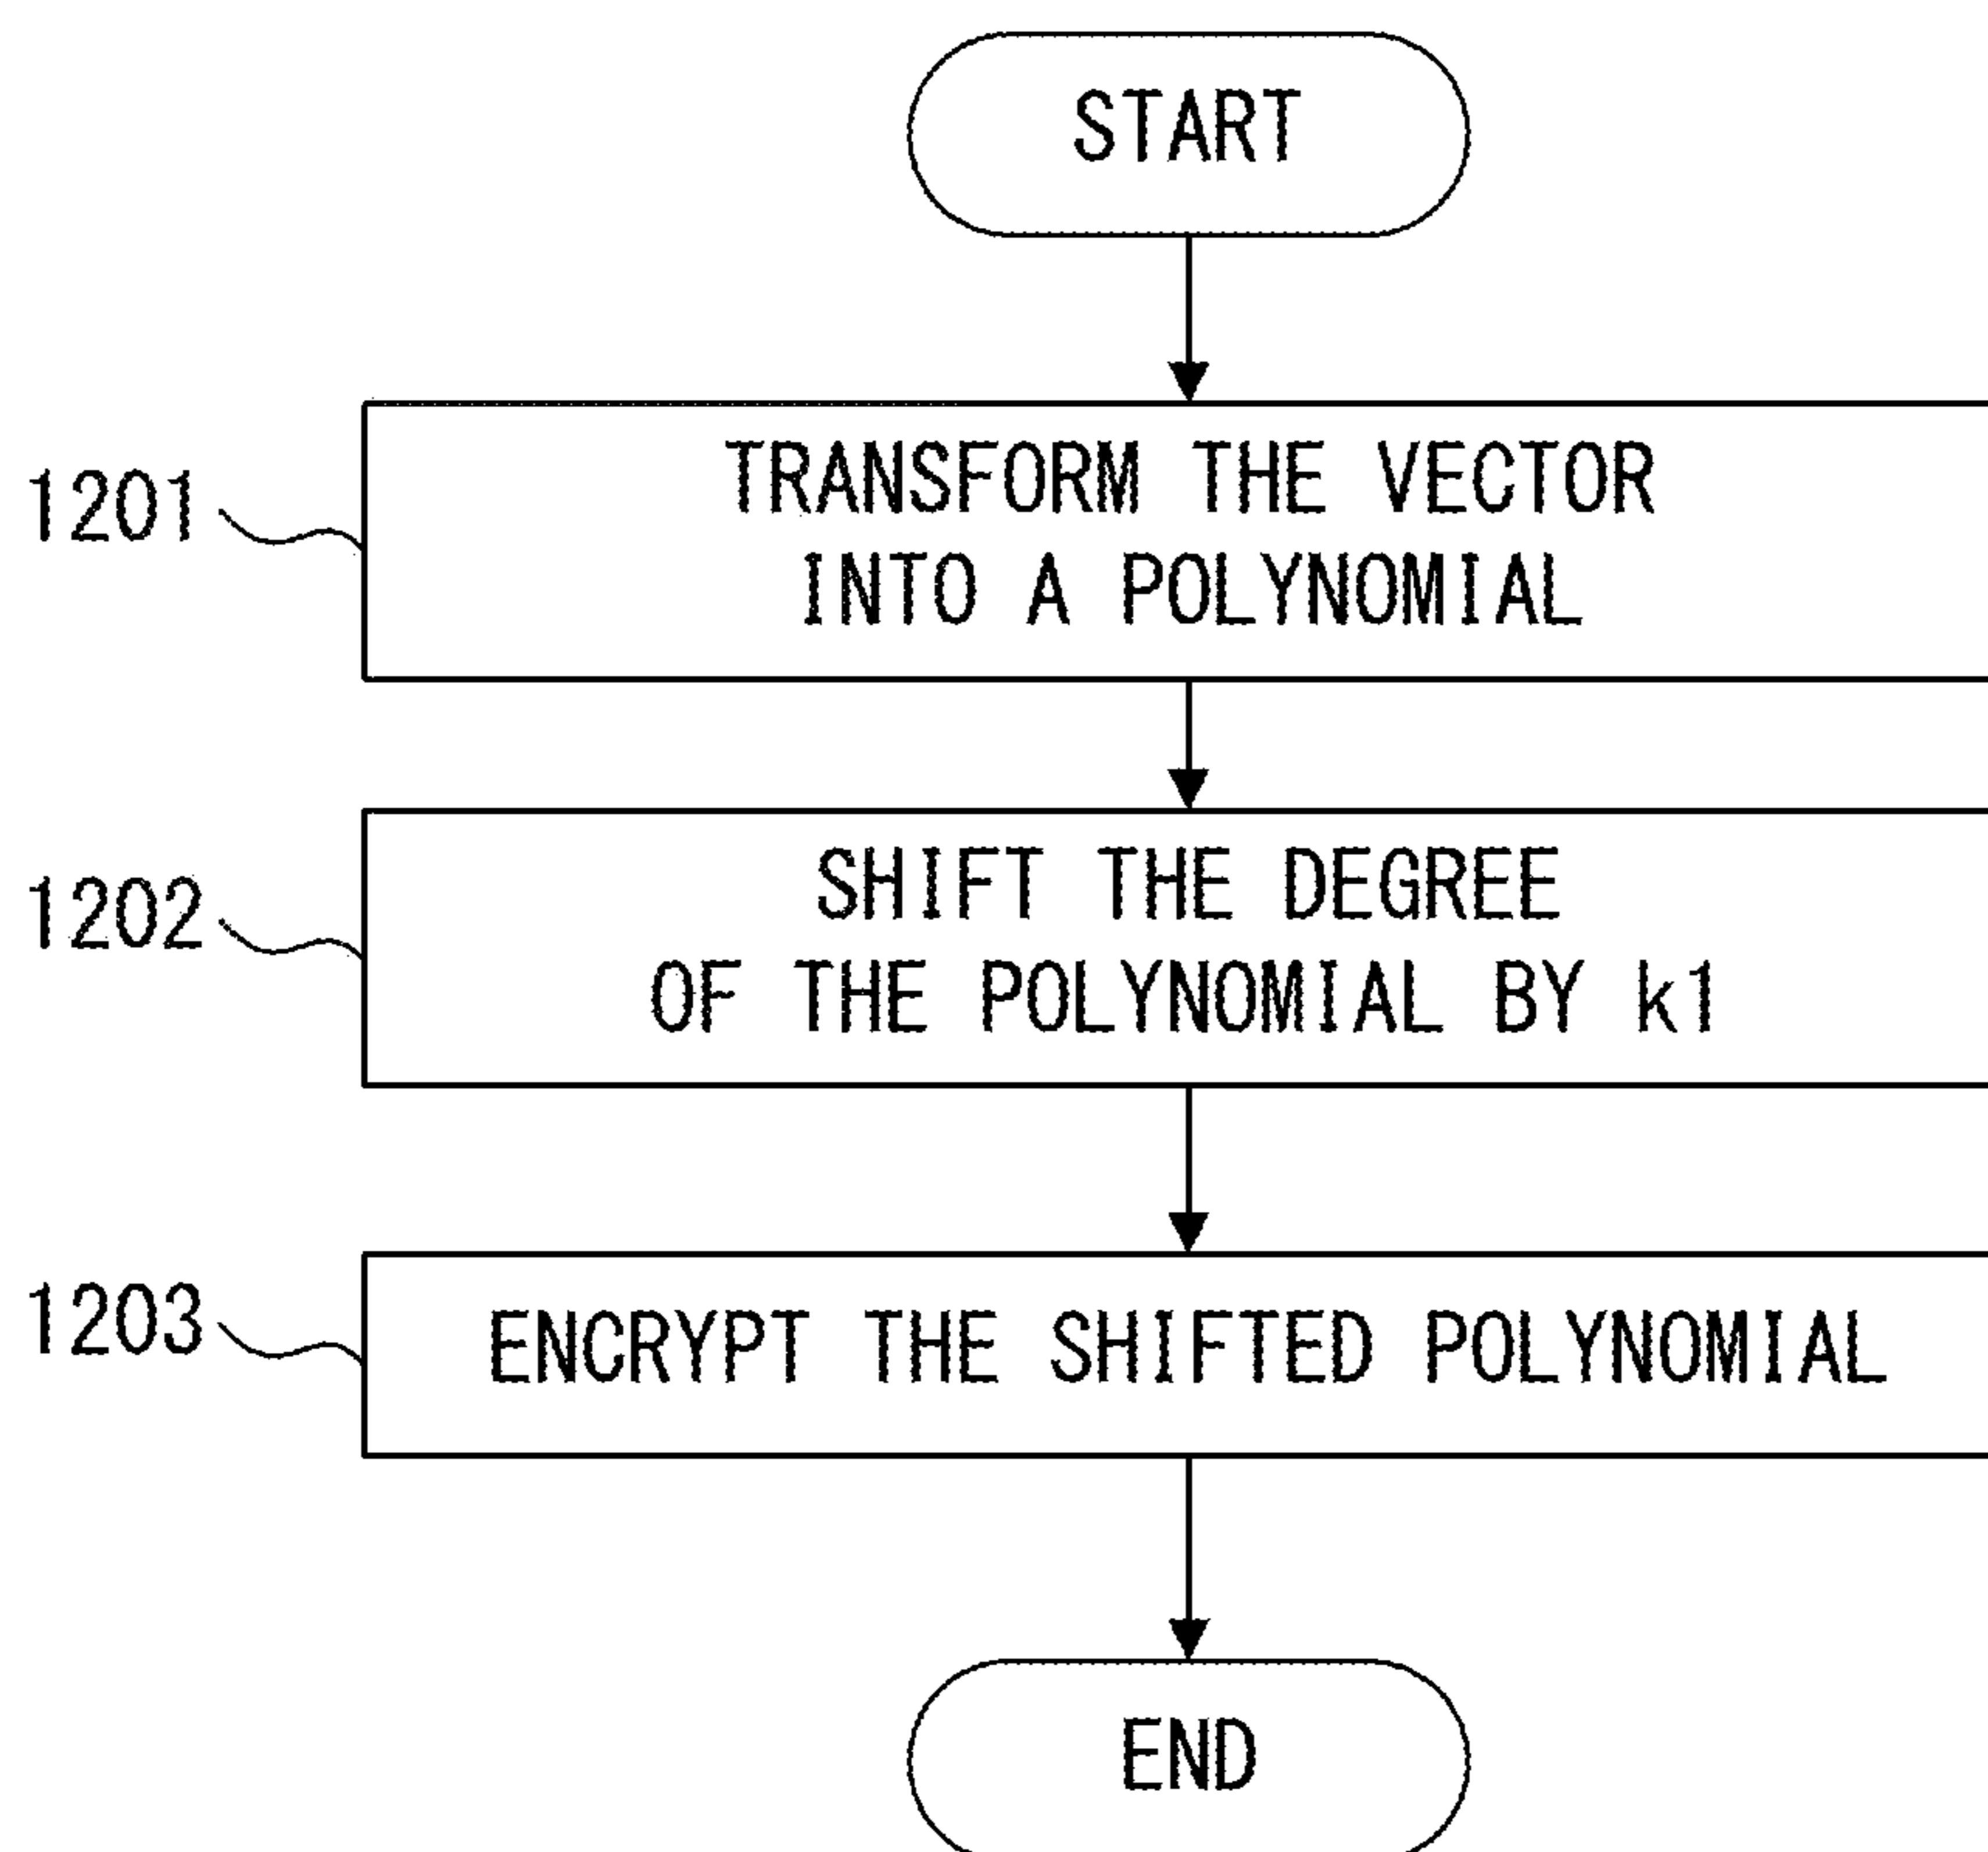 START
1201
TRANSFORM THE VECTOR
INTO A POLYNOMIAL
1202
SHIFT THE DEGREE
OF THE POLYNOMIAL BY k1
1203
ENCRYPT THE SHIFTED POLYNOMIAL
END